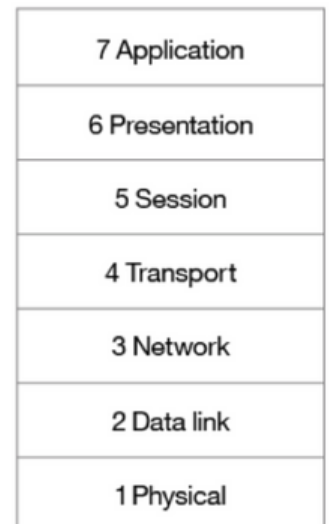 7 Application
6 Presentation
5 Session
4 Transport
3 Network
2 Data link
1 Physical